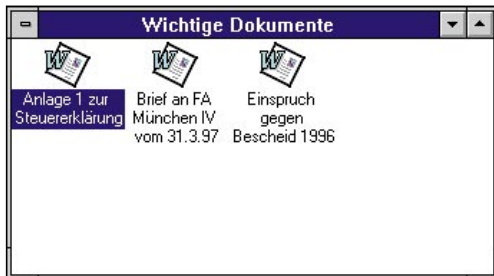 Wichtige Dokumente
Anlage 1 zur
Steuererklärung
Brief an FA
München IV
vom 31.3.97
Einspruch
gegen
Bescheid 1996